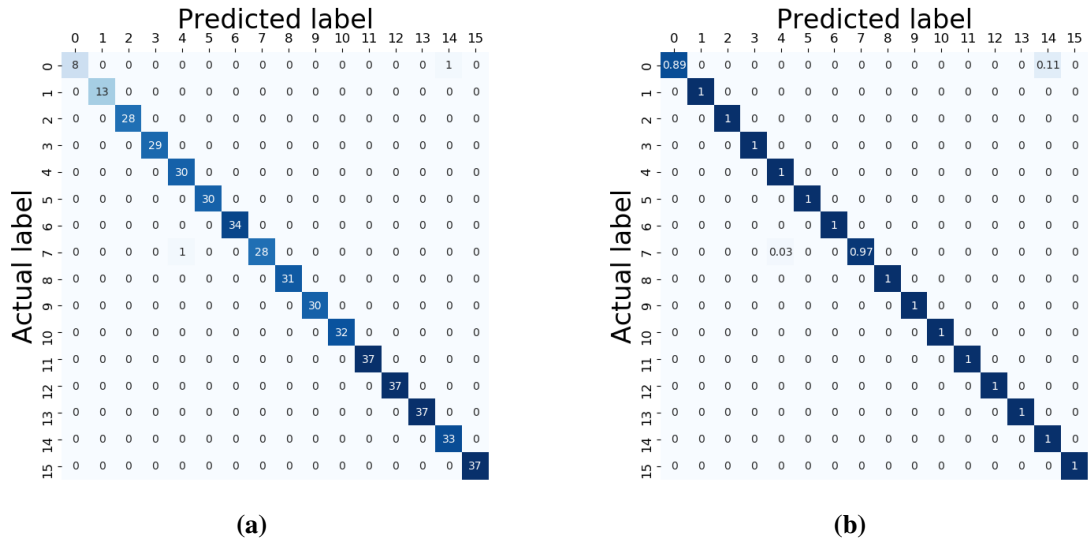 Predicted label
0 1 2 3 4 5 6 7 8 9 10 11 12 13 14 15
Actual label
0 8 0 0 0 0 0 0 0 0 0 0 0 0 0 1 0
1 0 13 0 0 0 0 0 0 0 0 0 0 0 0 0 0
2 0 0 28 0 0 0 0 0 0 0 0 0 0 0 0 0
3 0 0 0 29 0 0 0 0 0 0 0 0 0 0 0 0
4 0 0 0 0 30 0 0 0 0 0 0 0 0 0 0 0
5 0 0 0 0 0 30 0 0 0 0 0 0 0 0 0 0
6 0 0 0 0 0 0 34 0 0 0 0 0 0 0 0 0
7 0 0 0 0 1 0 0 28 0 0 0 0 0 0 0 0
8 0 0 0 0 0 0 0 0 31 0 0 0 0 0 0 0
9 0 0 0 0 0 0 0 0 0 30 0 0 0 0 0 0
10 0 0 0 0 0 0 0 0 0 0 32 0 0 0 0 0
11 0 0 0 0 0 0 0 0 0 0 0 37 0 0 0 0
12 0 0 0 0 0 0 0 0 0 0 0 0 37 0 0 0
13 0 0 0 0 0 0 0 0 0 0 0 0 0 37 0 0
14 0 0 0 0 0 0 0 0 0 0 0 0 0 0 33 0
15 0 0 0 0 0 0 0 0 0 0 0 0 0 0 0 37
(a)
Predicted label
0 1 2 3 4 5 6 7 8 9 10 11 12 13 14 15
Actual label
0 0.89 0 0 0 0 0 0 0 0 0 0 0 0 0 0.11 0
1 0 1 0 0 0 0 0 0 0 0 0 0 0 0 0 0
2 0 0 1 0 0 0 0 0 0 0 0 0 0 0 0 0
3 0 0 0 1 0 0 0 0 0 0 0 0 0 0 0 0
4 0 0 0 0 1 0 0 0 0 0 0 0 0 0 0 0
5 0 0 0 0 0 1 0 0 0 0 0 0 0 0 0 0
6 0 0 0 0 0 0 1 0 0 0 0 0 0 0 0 0
7 0 0 0 0 0.03 0 0 0.97 0 0 0 0 0 0 0 0
8 0 0 0 0 0 0 0 0 1 0 0 0 0 0 0 0
9 0 0 0 0 0 0 0 0 0 1 0 0 0 0 0 0
10 0 0 0 0 0 0 0 0 0 0 1 0 0 0 0 0
11 0 0 0 0 0 0 0 0 0 0 0 1 0 0 0 0
12 0 0 0 0 0 0 0 0 0 0 0 0 1 0 0 0
13 0 0 0 0 0 0 0 0 0 0 0 0 0 1 0 0
14 0 0 0 0 0 0 0 0 0 0 0 0 0 0 1 0
15 0 0 0 0 0 0 0 0 0 0 0 0 0 0 0 1
(b)